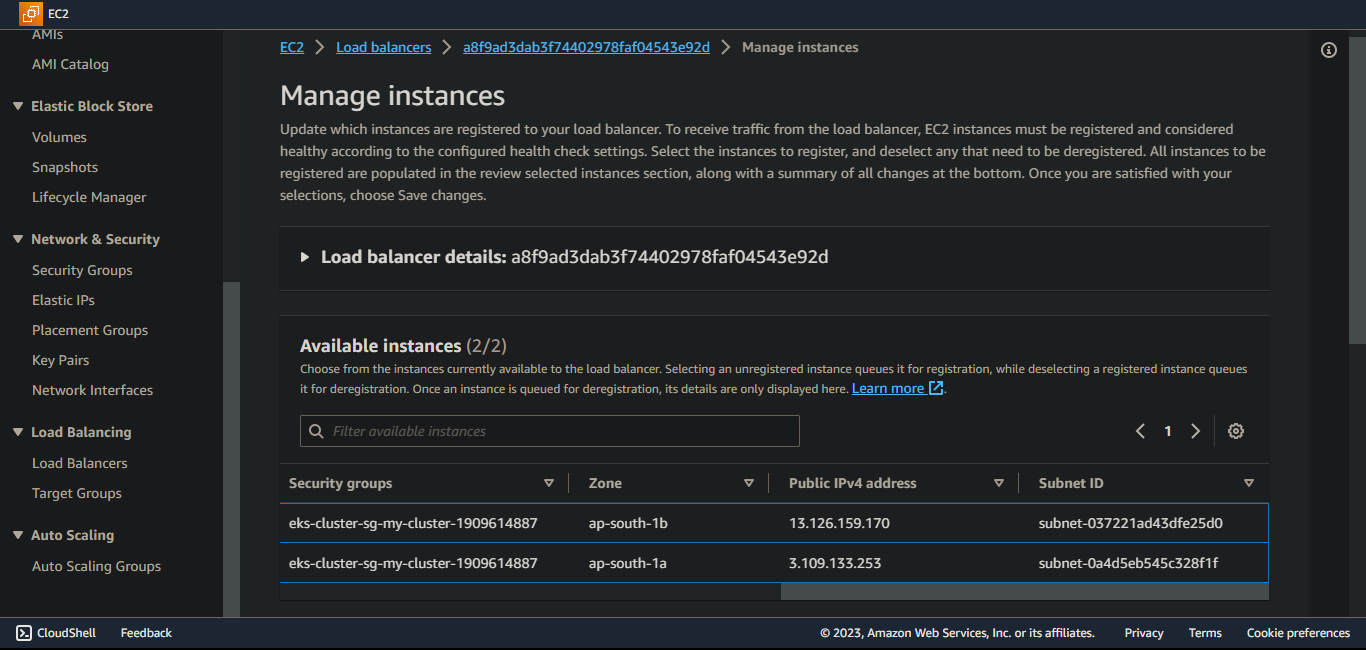 EC2
AMIs
AMI Catalog
Elastic Block Store
Volumes
Snapshots
Lifecycle Manager
Network & Security
Security Groups
Elastic IPs
Placement Groups
Key Pairs
Network Interfaces
Load Balancing
Load Balancers
Target Groups
Auto Scaling
Auto Scaling Groups
EC2 Load balancers a8f9ad3dab3f74402978faf04543e92d Manage instances
Manage instances
Update which instances are registered to your load balancer. To receive traffic from the load balancer, EC2 instances must be registered and considered
healthy according to the configured health check settings. Select the instances to register, and deselect any that need to be deregistered. All instances to be
registered are populated in the review selected instances section, along with a summary of all changes at the bottom. Once you are satisfied with your
selections, choose Save changes.
Load balancer details: a8f9ad3dab3f74402978faf04543e92d
Available instances (2/2)
Choose from the instances currently available to the load balancer. Selecting an unregistered instance queues it for registration, while deselecting a registered instance queues
it for deregistration. Once an instance is queued for deregistration, its details are only displayed here. Learn more .
Filter available instances
1
Security groups Zone Public IPv4 address Subnet ID
eks-cluster-sg-my-cluster-1909614887 ap-south-1b 13.126.159.170 subnet-037221ad43dfe25d0
eks-cluster-sg-my-cluster-1909614887 ap-south-1a 3.109.133.253 subnet-0a4d5eb545c328f1f
CloudShell Feedback © 2023, Amazon Web Services, Inc. or its affiliates. Privacy Terms Cookie preferences